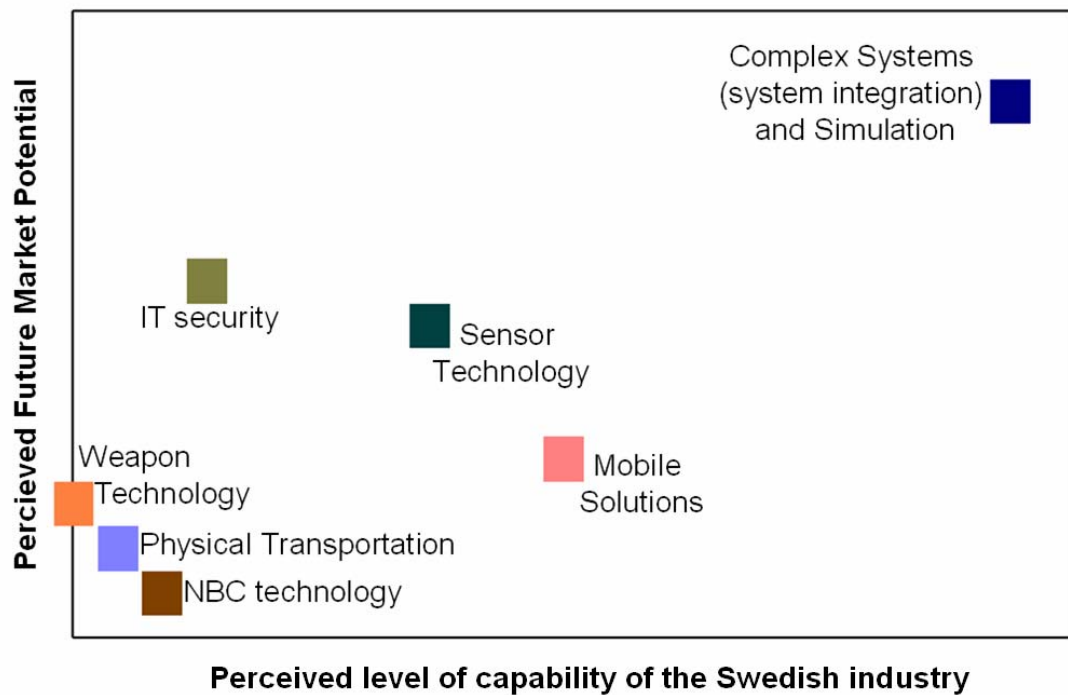 Percieved Future Market Potential
Complex Systems
(system integration)
and Simulation
IT security
Sensor
Technology
Weapon
Technology
Mobile
Solutions
Physical Transportation
NBC technology
Perceived level of capability of the Swedish industry